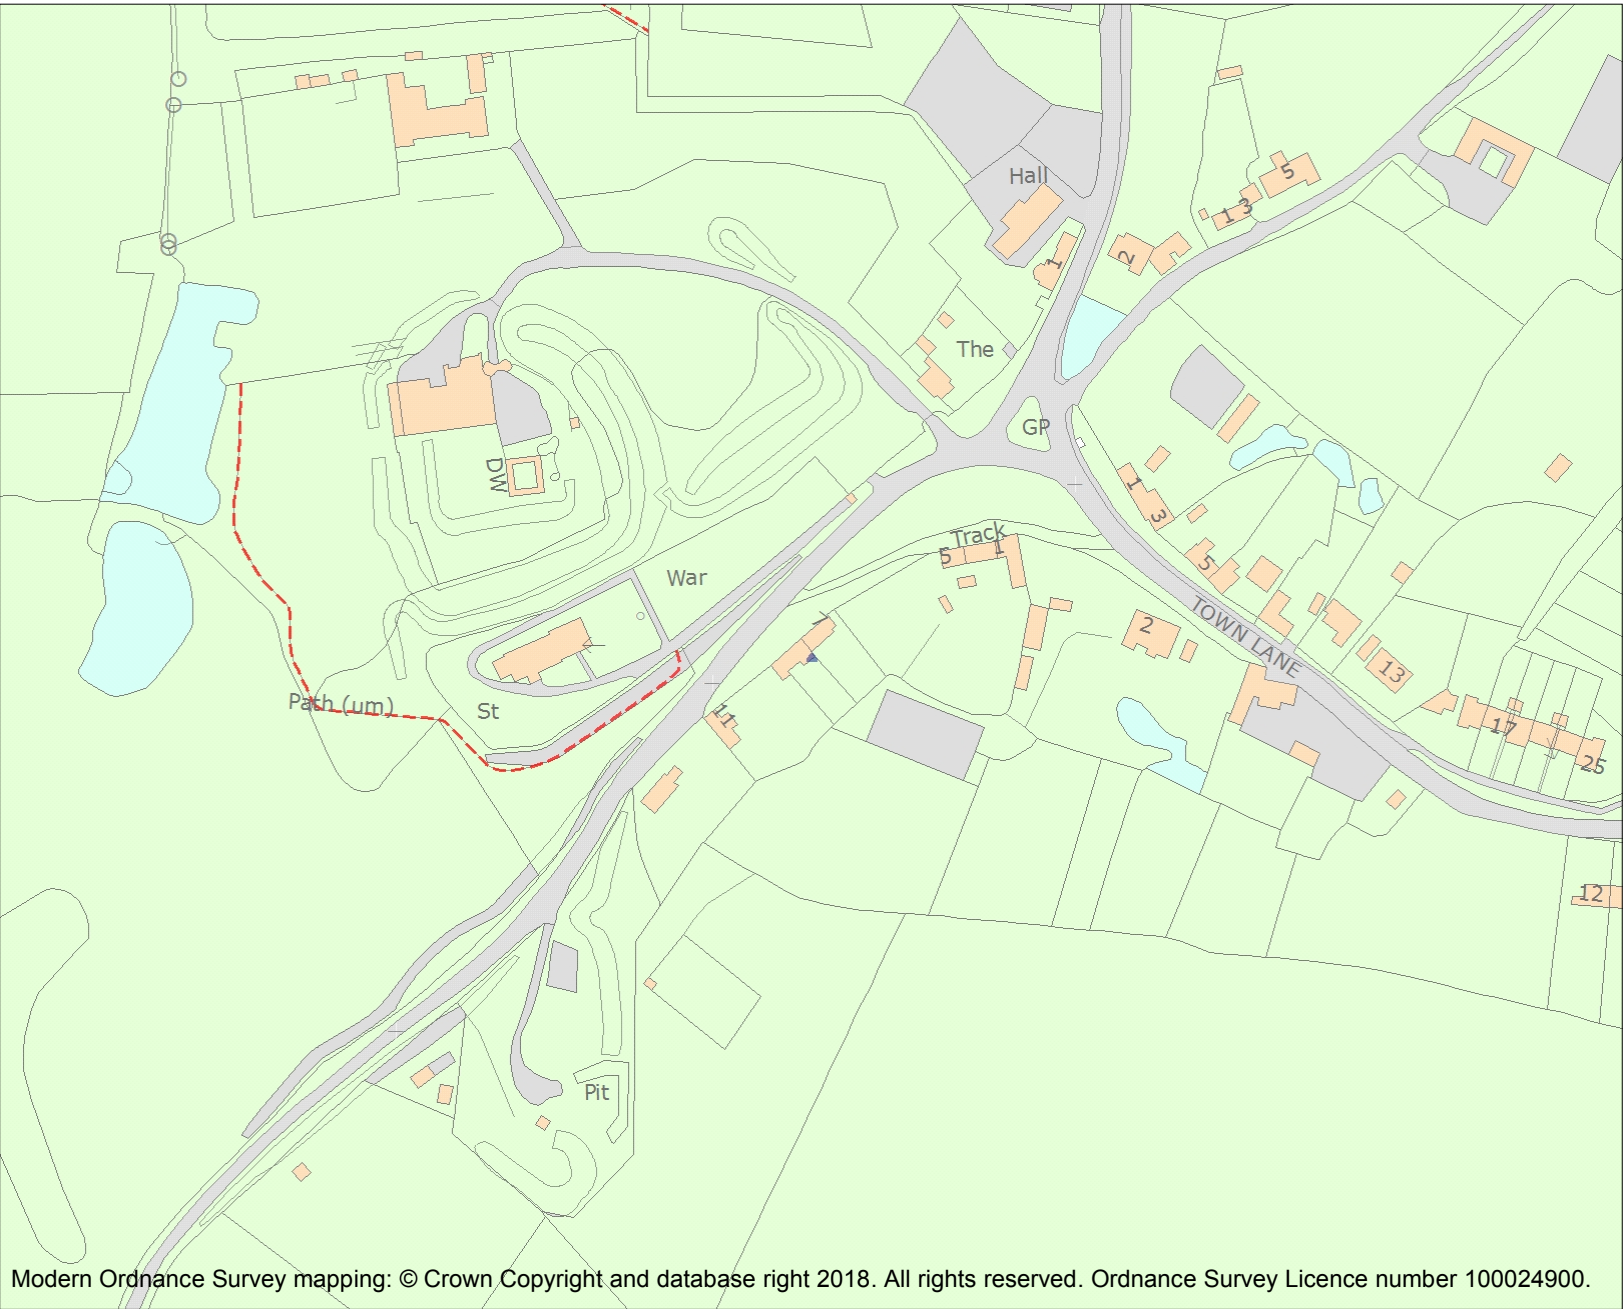 Hall
5
1 3
2
1
The
GP
DW
1
3
Track
5
1
5
War
7
TOWN LANE
2
13
Path (um)
St
11
17
25
12
Pit
Modern Ordnance Survey mapping: © Crown Copyright and database right 2018. All rights reserved. Ordnance Survey Licence number 100024900.